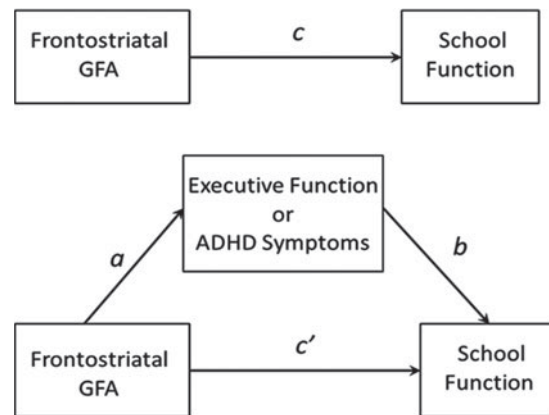 Frontostriatal
GFA
c
School
Function
Executive Function
or
ADHD Symptoms
a
b
Frontostriatal
GFA
c'
School
Function